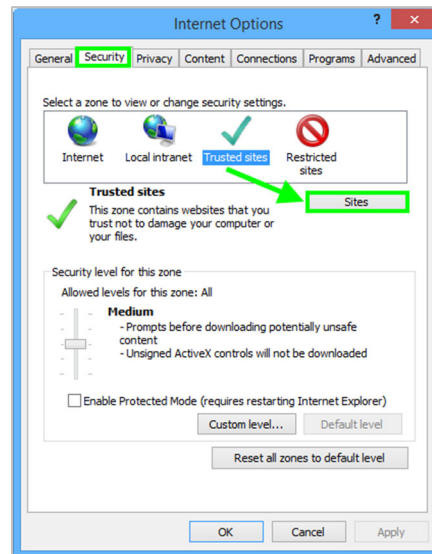 Internet Options
?
General Security Privacy Content Connections Programs Advanced
Select a zone to view or change security settings.
Internet Local intranet Trusted sites Restricted
sites
Trusted sites
Sites
This zone contains websites that you
trust not to damage your computer or
your files.
Security level for this zone
Allowed levels for this zone: All
Medium
- Prompts before downloading potentially unsafe
content
- Unsigned ActiveX controls will not be downloaded
Enable Protected Mode (requires restarting Internet Explorer)
Custom level... Default level
Reset all zones to default level
OK Cancel Apply